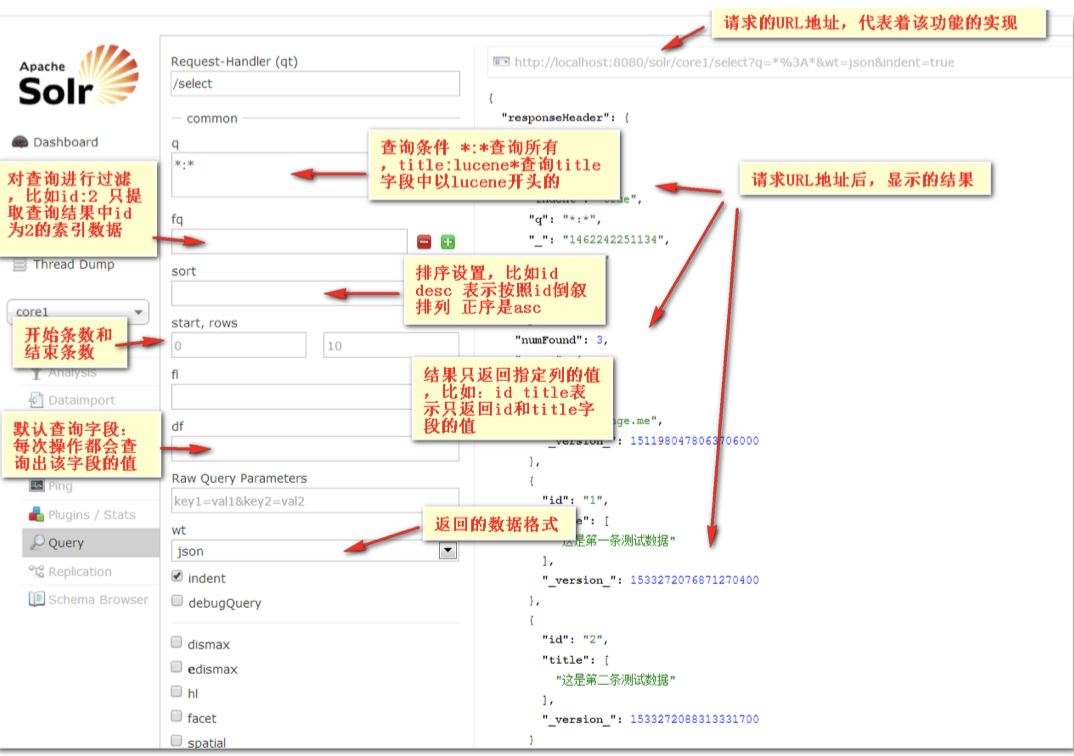 请求的URL地址，代表着该功能的实现
Apache
Solr
Dashboard
对查询进行过滤
，比如id:2 只提
取查询结果中id
为2的索引数据
Thread Dump
core1
开始条数和
结束条数
Analysis
Dataimport
默认查询字段：
每次操作都会查
询出该字段的值
Ping
Plugins / Stats
Query
Replication
Schema Browser
Request-Handler (qt)
/select
common
q
*:*
查询条件 *:*查询所有
，title:lucene*查询title
字段中以lucene开头的
fq
sort
排序设置，比如id
desc 表示按照id倒叙
排列 正序是asc
start, rows
0
10
fl
结果只返回指定列的值
，比如：id title表
示只返回id和title字
段的值
df
Raw Query Parameters
key1=val1&key2=val2
wt
返回的数据格式
json
indent
debugQuery
dismax
edismax
hl
facet
spatial
http://localhost:8080/solr/core1/select?q=*%3A*&wt=json&indent=true
{
"responseHeader": {
请求URL地址后，显示的结果
"q": "*:*",
"_": "1462242251134",
"numFound": 3,
"_version_": 1511980478063706000
},
{
"id": "1",
[
"这是第一条测试数据"
],
"_version_": 1533272076871270400
},
{
"id": "2",
"title": [
"这是第二条测试数据"
],
"_version_": 1533272088313331700
}